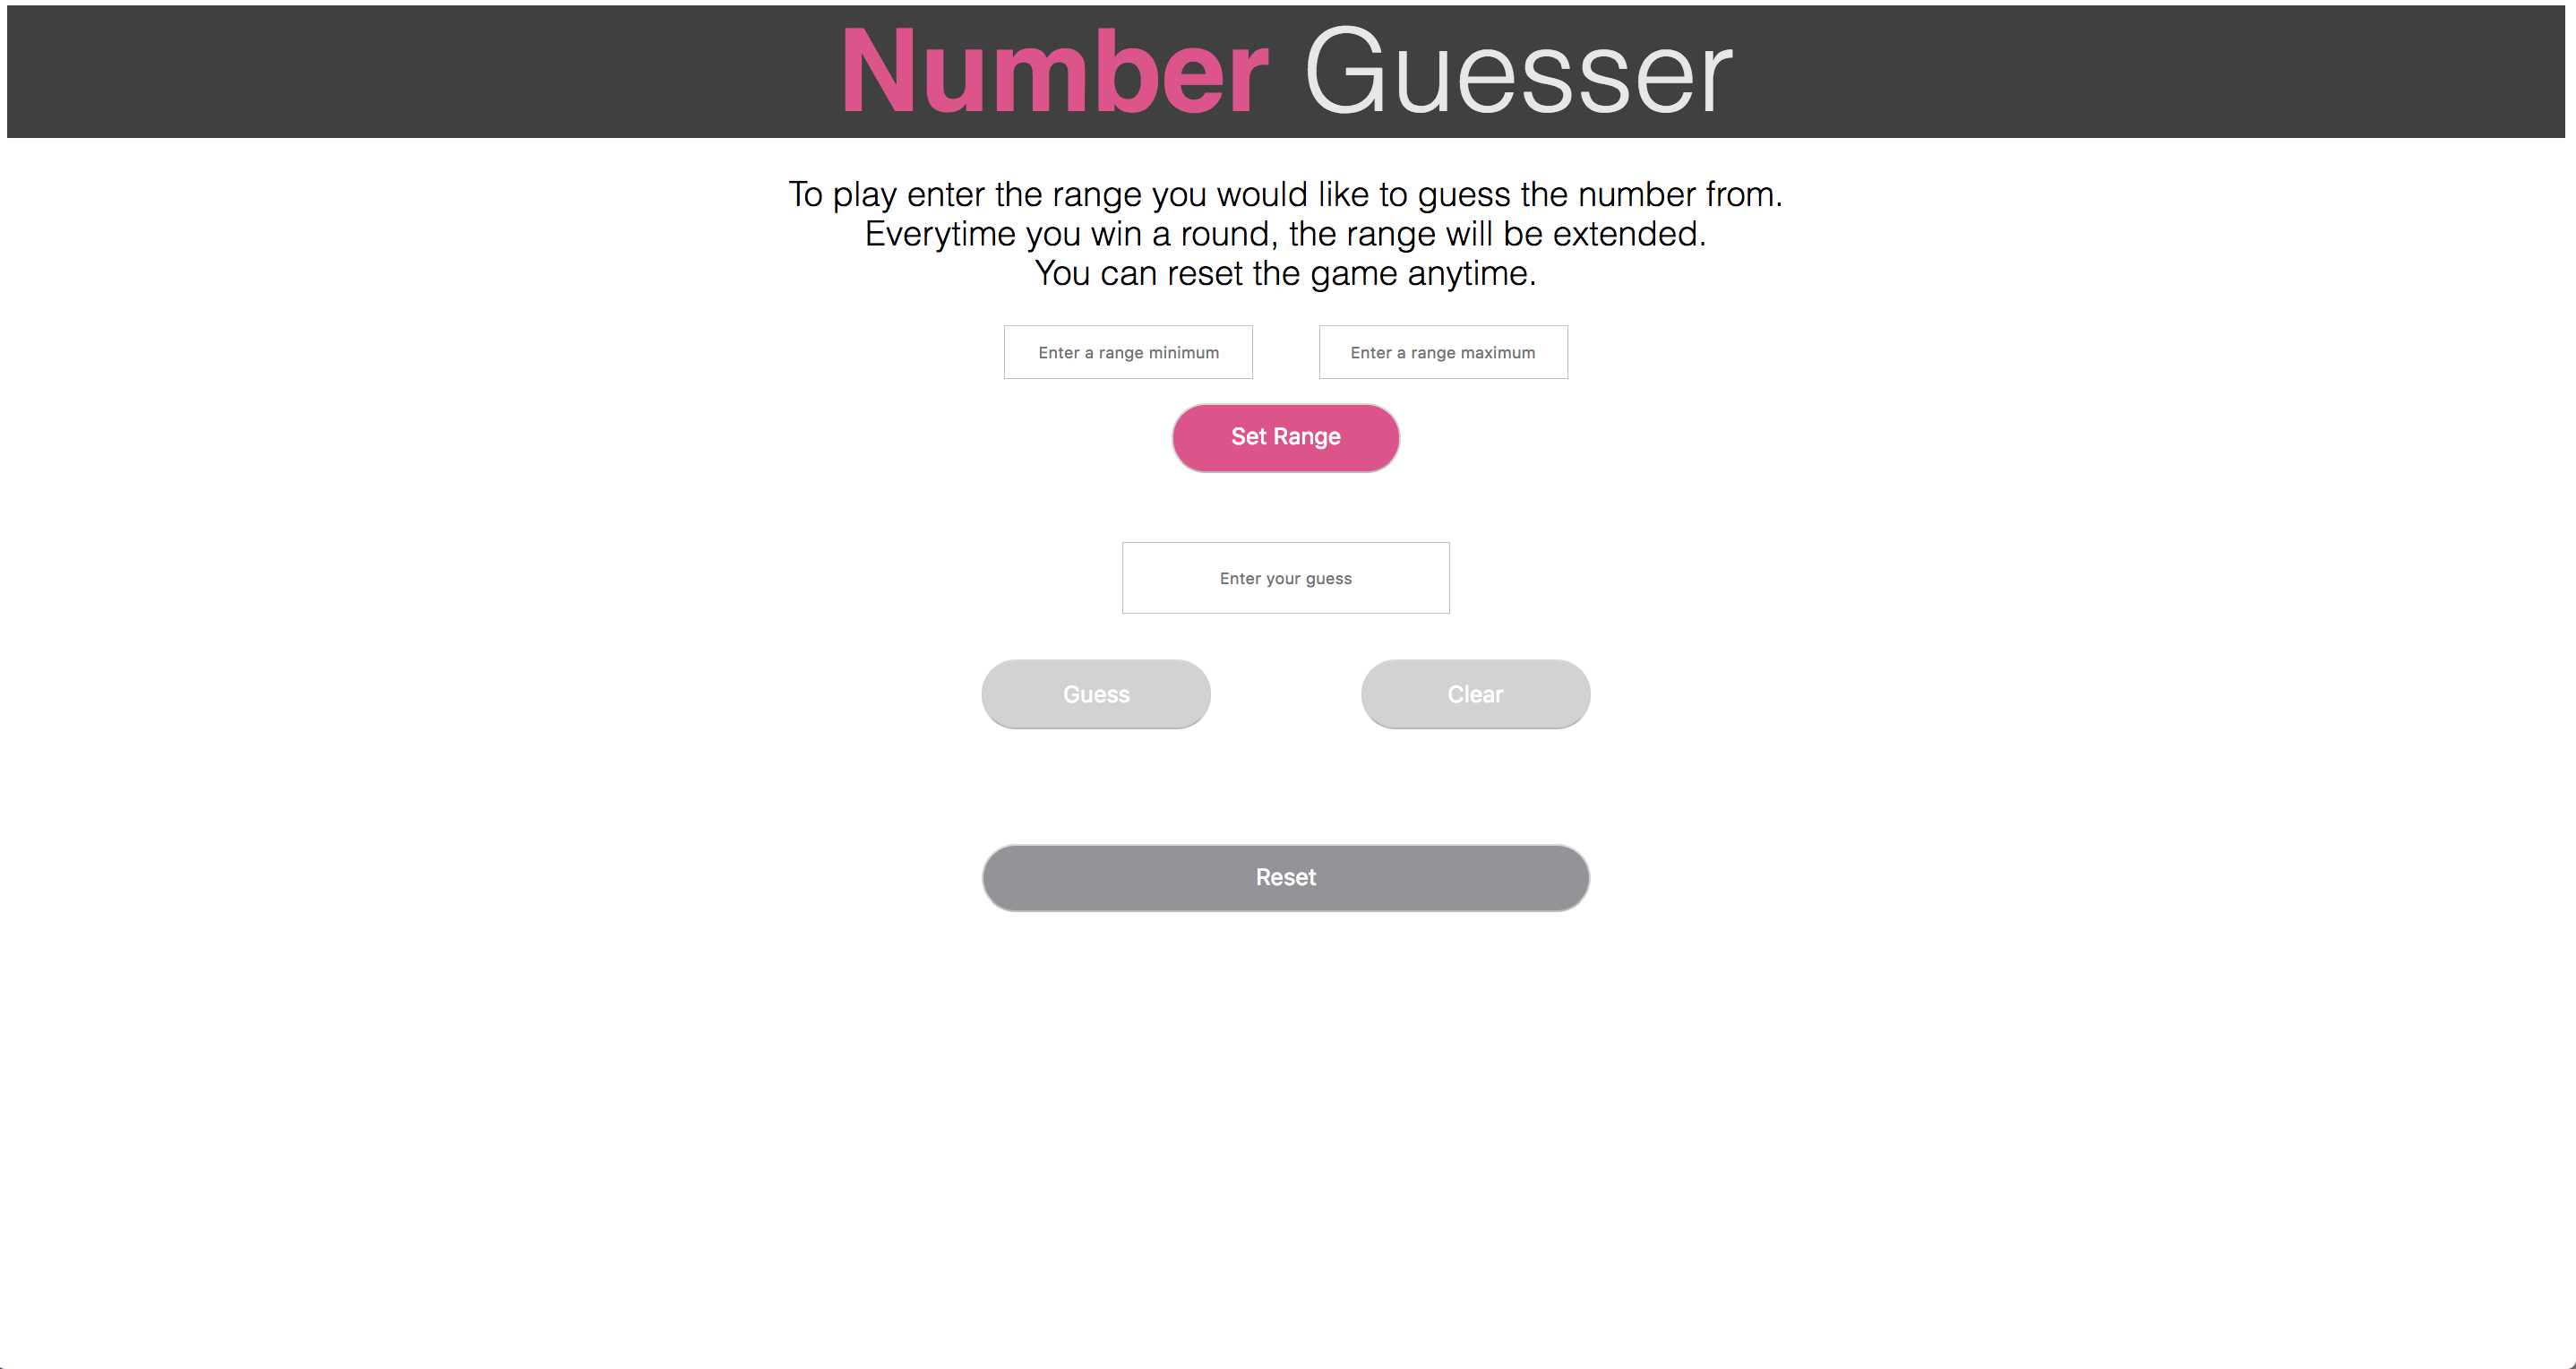 Number Guesser
To play enter the range you would like to guess the number from.
Everytime you win a round, the range will be extended.
You can reset the game anytime.
Enter a range minimum
Enter a range maximum
Set Range
Enter your guess
Guess
Clear
Reset